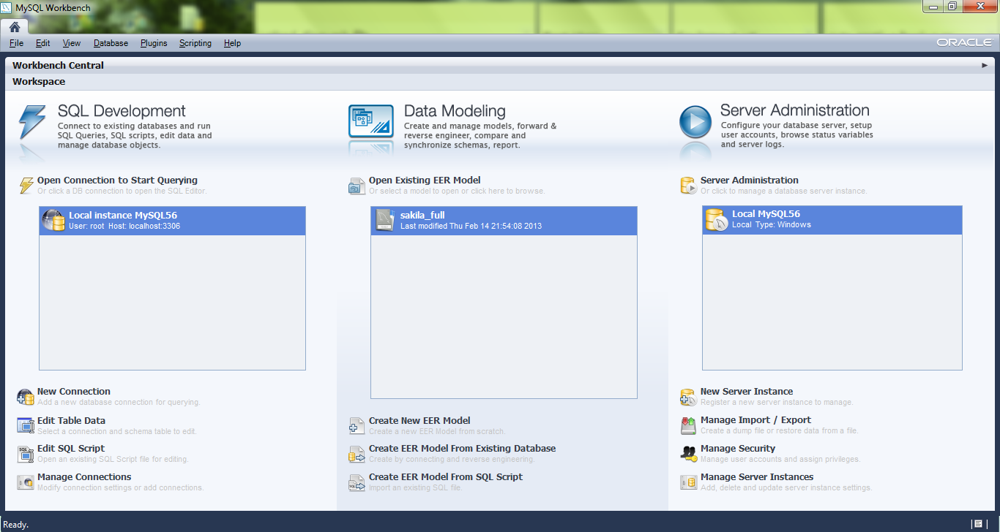 MySQL Workbench
File Edit View Database Plugins Scripting Help
ORACLE
Workbench Central
Workspace
SQL Development
Connect to existing databases and run
SQL Queries, SQL scripts, edit data and
manage database objects.
Open Connection to Start Querying
Or click a DB connection to open the SQL Editor.
Local instance MySQL56
User: root Host: localhost:3306
New Connection
Add a new database connection for querying.
Edit Table Data
Select a connection and schema table to edit.
Edit SQL Script
Open an existing SQL Script file for editing.
Manage Connections
Modify connection settings or add connections.
Data Modeling
Create and manage models, forward &
reverse engineer, compare and
synchronize schemas, report.
Open Existing EER Model
Or select a model to open or click here to browse.
sakila_full
Last modified Thu Feb 14 21:54:08 2013
Create New EER Model
Create a new EER Model from scratch.
Create EER Model From Existing Database
Create by connecting and reverse engineering.
Create EER Model From SQL Script
Import an existing SQL file.
Server Administration
Configure your database server, setup
user accounts, browse status variables
and server logs.
Server Administration
Or click to manage a database server instance.
Local MySQL56
Local Type: Windows
New Server Instance
Register a new server instance to manage.
Manage Import / Export
Create a dump file or restore data from a file.
Manage Security
Manage user accounts and assign privileges.
Manage Server Instances
Add, delete and update server instance settings.
Ready.